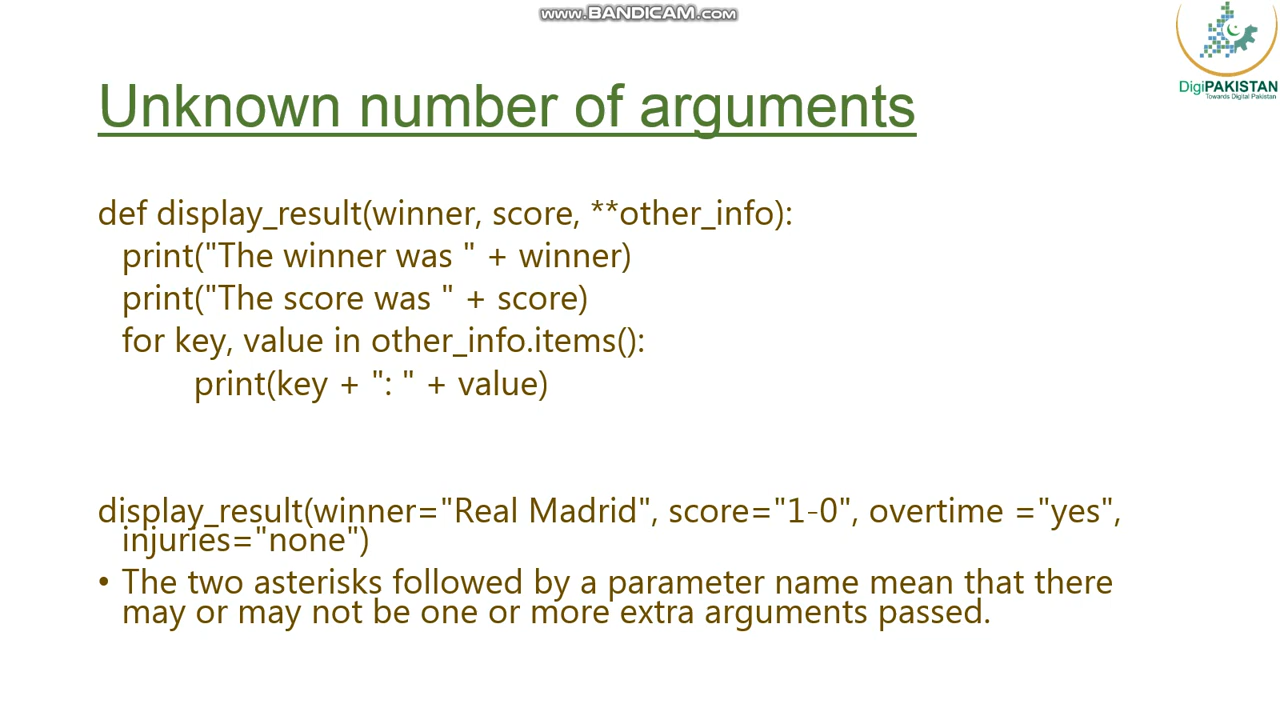 www.BANDICAM.com
DigiPAKISTAN
Towards Digital Pakistan
Unknown number of arguments
def display_result(winner, score, **other_info):
print("The winner was " + winner)
print("The score was " + score)
for key, value in other_info.items():
print(key + ": " + value)
display_result(winner="Real Madrid", score="1-0", overtime ="yes",
injuries="none")
• The two asterisks followed by a parameter name mean that there
may or may not be one or more extra arguments passed.